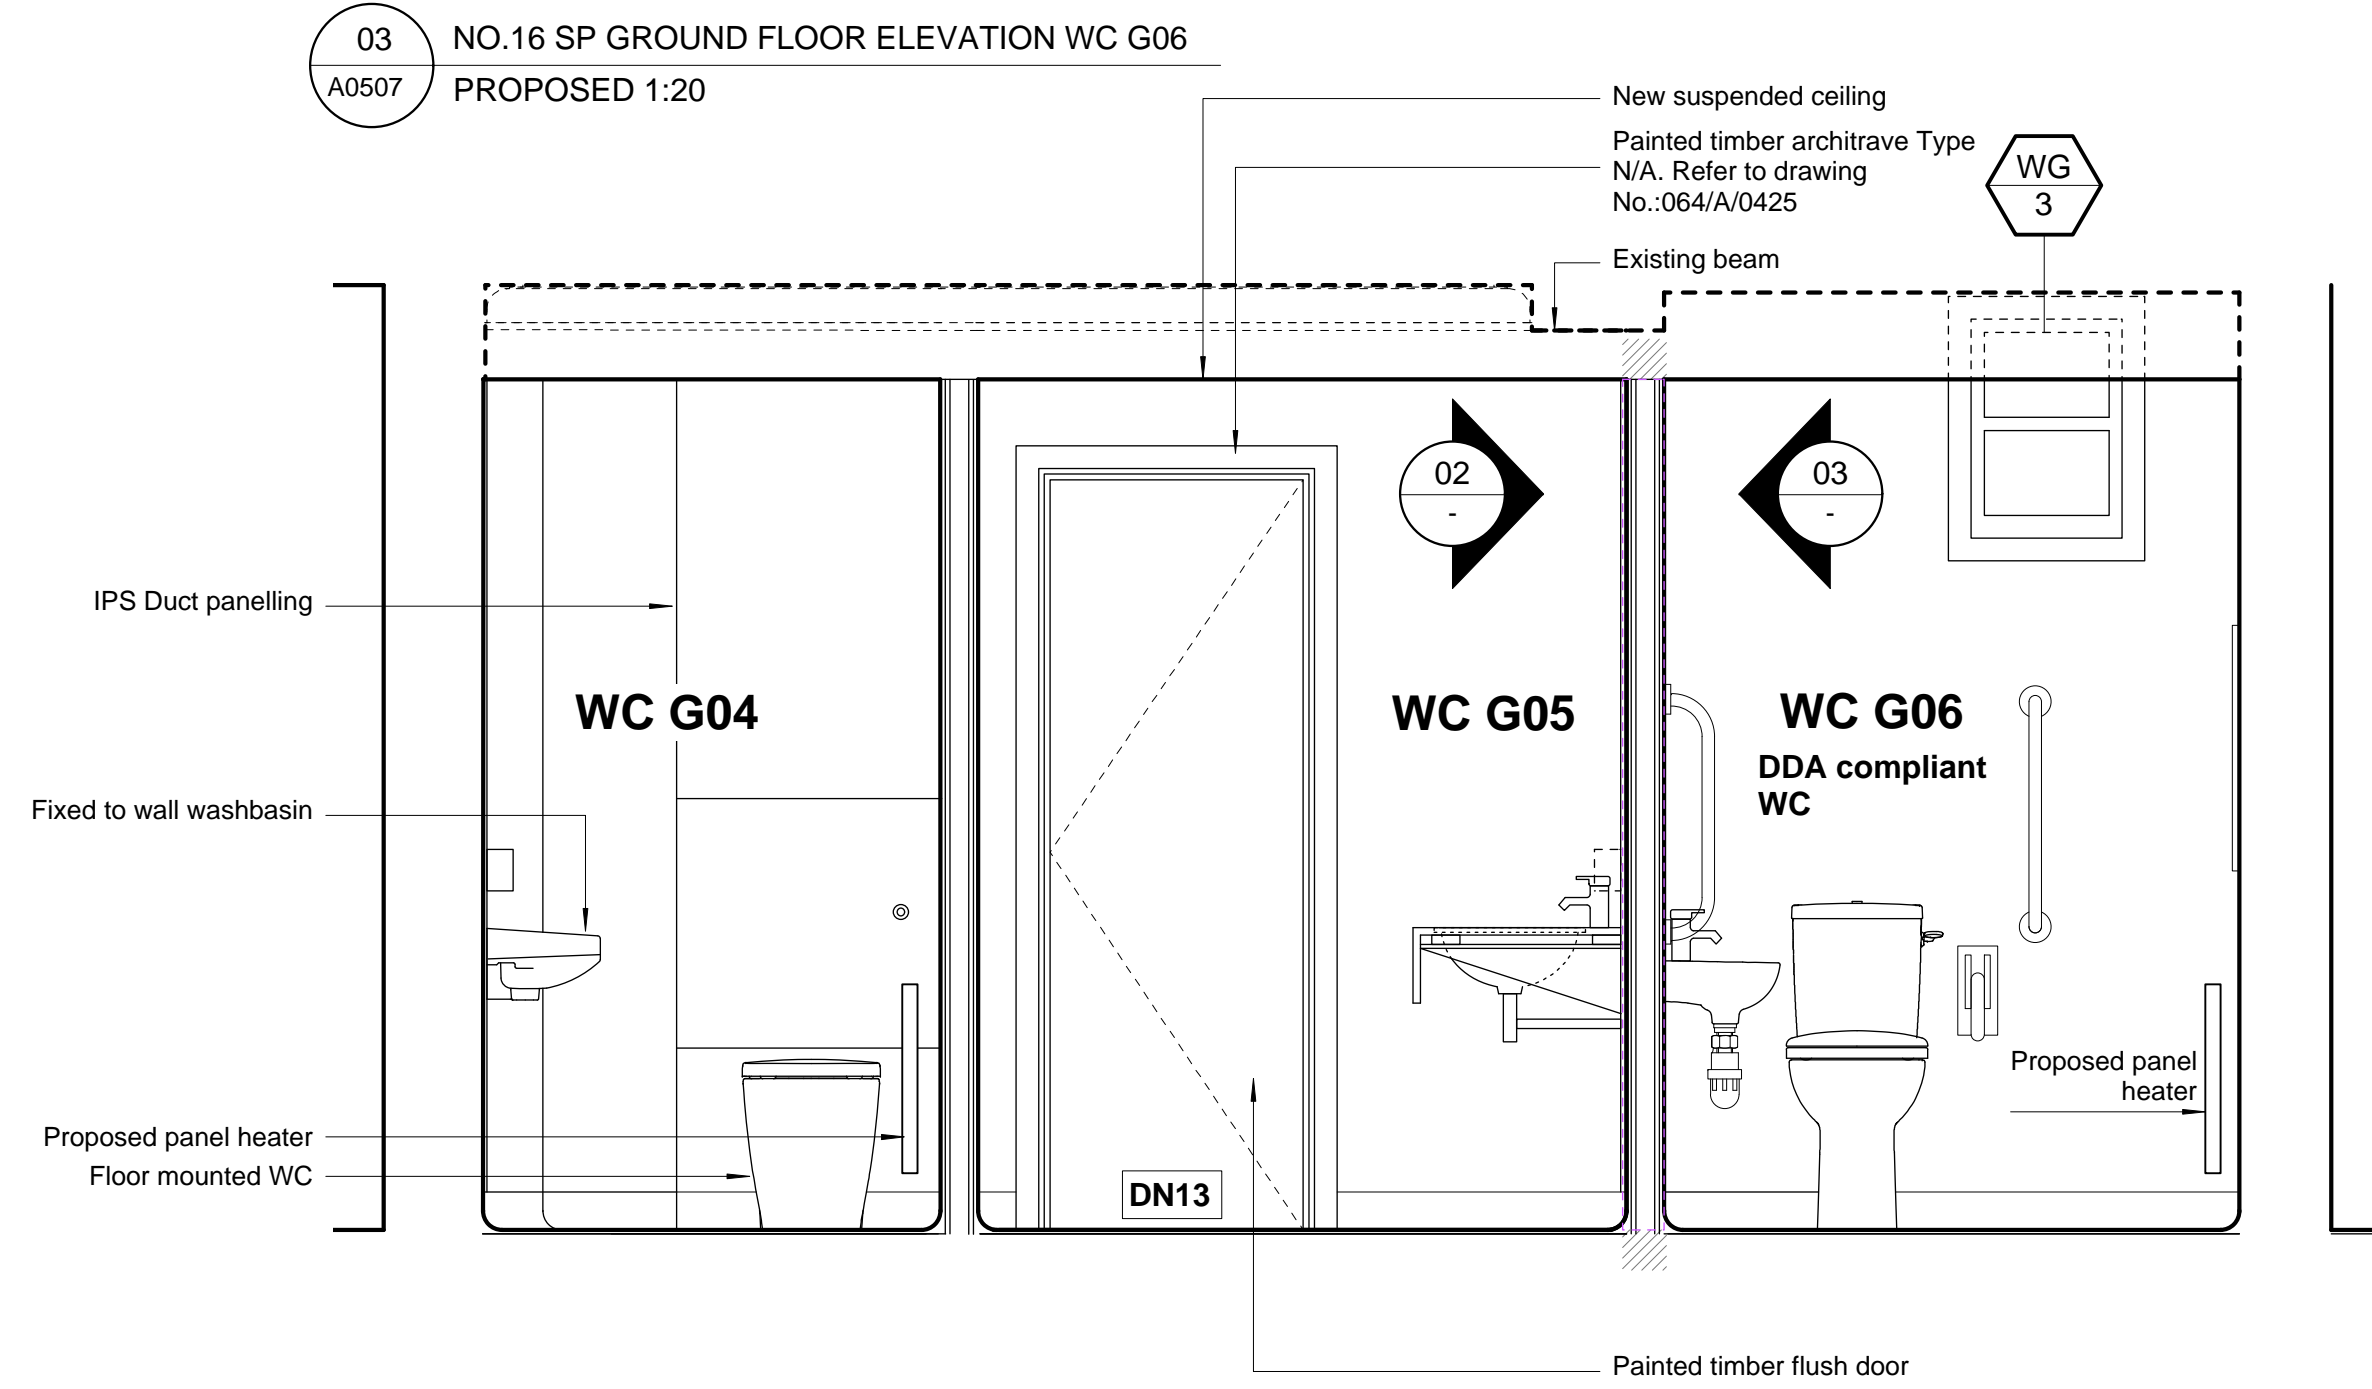 03
A0507
NO.16 SP GROUND FLOOR ELEVATION WC G06
PROPOSED 1:20
New suspended ceiling
Painted timber architrave Type
N/A. Refer to drawing
No.:064/A/0425
WG
3
Existing beam
02
-
03
-
IPS Duct panelling
WC G04
WC G05
WC G06
DDA compliant
WC
Fixed to wall washbasin
Proposed panel
heater
Proposed panel heater
Floor mounted WC
DN13
Painted timber flush door